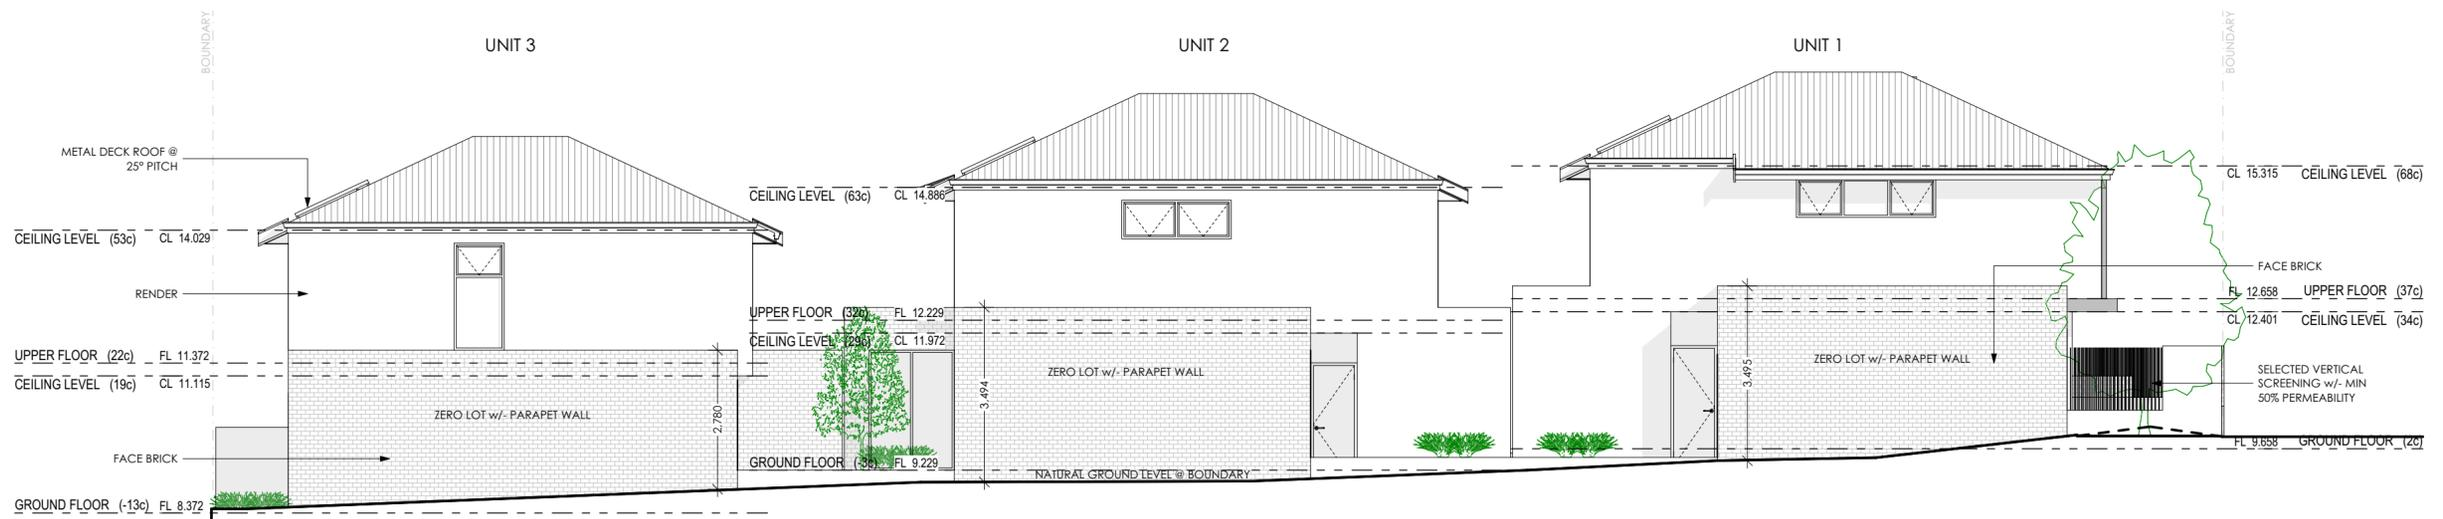 BOUNDARY
UNIT 3
UNIT 2
UNIT 1
BOUNDARY
METAL DECK ROOF @
25° PITCH
CEILING LEVEL (53c) CL 14.029
RENDER
UPPER FLOOR (22c) FL 11.372
CEILING LEVEL (19c) CL 11.115
FACE BRICK
GROUND FLOOR (-13c) FL 8.372
ZERO LOT w/- PARAPET WALL
2,780
CEILING LEVEL (63c) CL 14.886
UPPER FLOOR (32c) FL 12.229
CEILING LEVEL (29c) CL 11.972
GROUND FLOOR (-3c) FL 9.229
3,494
ZERO LOT w/- PARAPET WALL
NATURAL GROUND LEVEL @ BOUNDARY
3,495
ZERO LOT w/- PARAPET WALL
CL 15.315 CEILING LEVEL (68c)
FACE BRICK
FL 12.658 UPPER FLOOR (37c)
CL 12.401 CEILING LEVEL (34c)
SELECTED VERTICAL
SCREENING w/- MIN
50% PERMEABILITY
FL 9.658 GROUND FLOOR (2c)